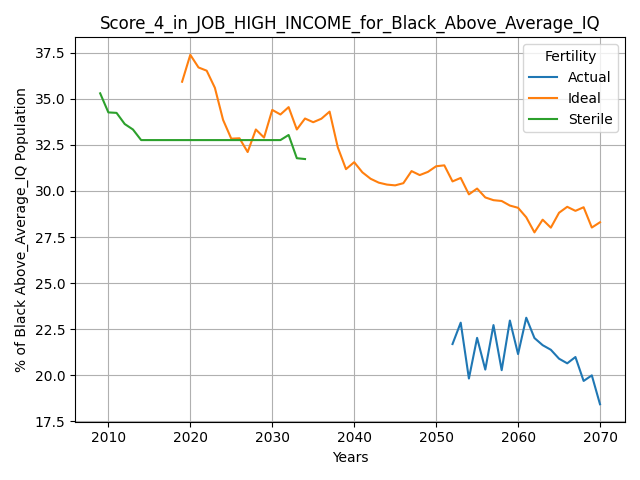 Score_4_in_JOB_HIGH_INCOME_for_Black_Above_Average_IQ
% of Black Above_Average_IQ Population
37.5
35.0
32.5
30.0
27.5
25.0
22.5
20.0
17.5
Fertility
Actual
Ideal
Sterile
2010 2020 2030 2040 2050 2060 2070
Years